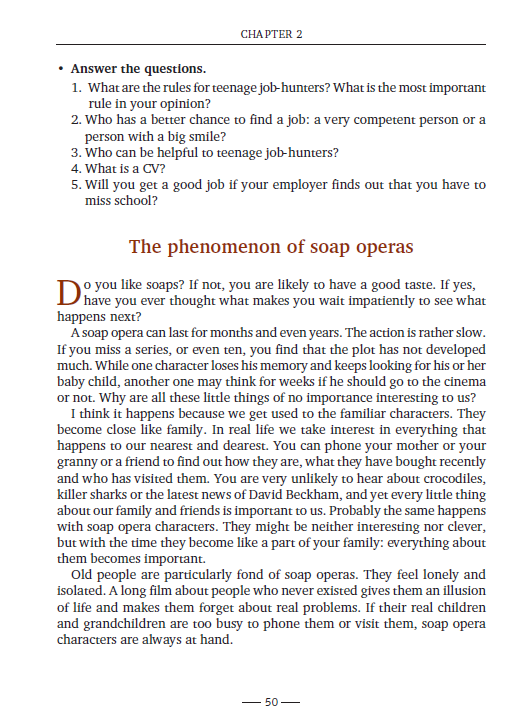 CHAPTER 2
• Answer the questions.
1. What are the rules for teenage job-hunters? What is the most important
rule in your opinion?
2. Who has a better chance to find a job: a very competent person or a
person with a big smile?
3. Who can be helpful to teenage job-hunters?
4. What is a CV?
5. Will you get a good job if your employer finds out that you have to
miss school?
The phenomenon of soap operas
Do you like soaps? If not, you are likely to have a good taste. If yes,
have you ever thought what makes you wait impatiently to see what
happens next?
A soap opera can last for months and even years. The action is rather slow.
If you miss a series, or even ten, you find that the plot has not developed
much. While one character loses his memory and keeps looking for his or her
baby child, another one may think for weeks if he should go to the cinema
or not. Why are all these little things of no importance interesting to us?
I think it happens because we get used to the familiar characters. They
become close like family. In real life we take interest in everything that
happens to our nearest and dearest. You can phone your mother or your
granny or a friend to find out how they are, what they have bought recently
and who has visited them. You are very unlikely to hear about crocodiles,
killer sharks or the latest news of David Beckham, and yet every little thing
about our family and friends is important to us. Probably the same happens
with soap opera characters. They might be neither interesting nor clever,
but with the time they become like a part of your family: everything about
them becomes important.
Old people are particularly fond of soap operas. They feel lonely and
isolated. A long film about people who never existed gives them an illusion
of life and makes them forget about real problems. If their real children
and grandchildren are too busy to phone them or visit them, soap opera
characters are always at hand.
50